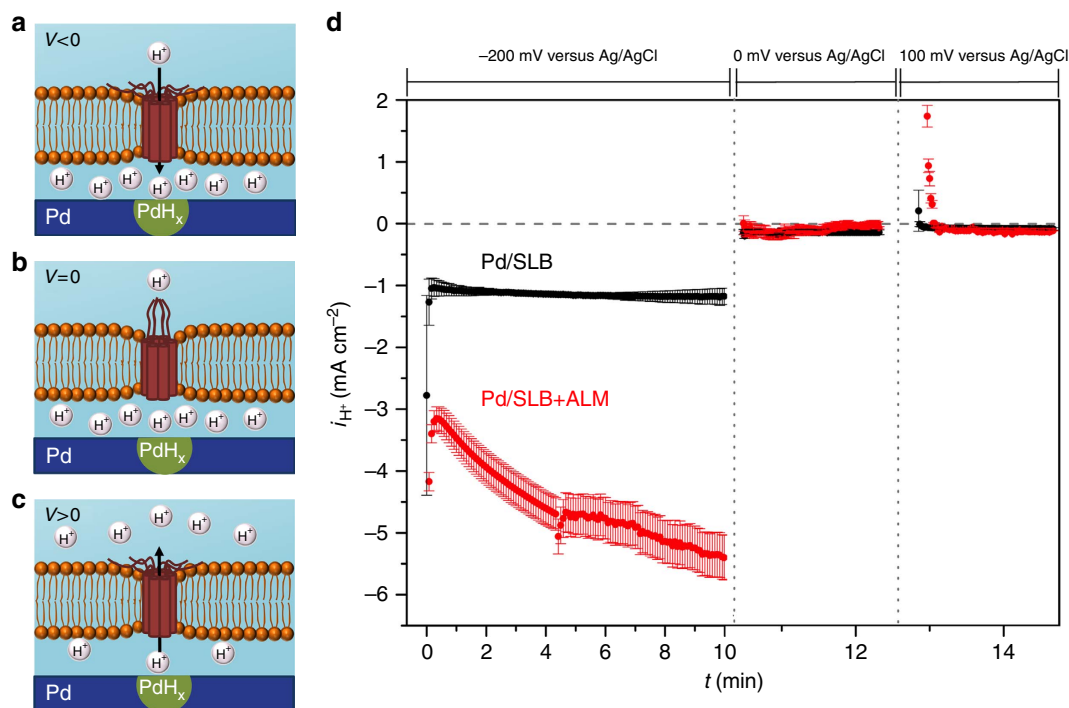 a
V<0
H⁺
H⁺ H⁺ H⁺ H⁺ H⁺ H⁺ H⁺
Pd
PdHₓ
b
V=0
H⁺
H⁺ H⁺ H⁺ H⁺ H⁺ H⁺ H⁺
Pd
PdHₓ
c
V>0
H⁺ H⁺ H⁺ H⁺ H⁺
H⁺ H⁺ H⁺
Pd
PdHₓ
d
–200 mV versus Ag/AgCl
0 mV versus Ag/AgCl
100 mV versus Ag/AgCl
2
1
0
–1
–2
–3
–4
–5
–6
i_H⁺ (mA cm⁻²)
Pd/SLB
Pd/SLB+ALM
0 2 4 6 8 10 12 14
t (min)